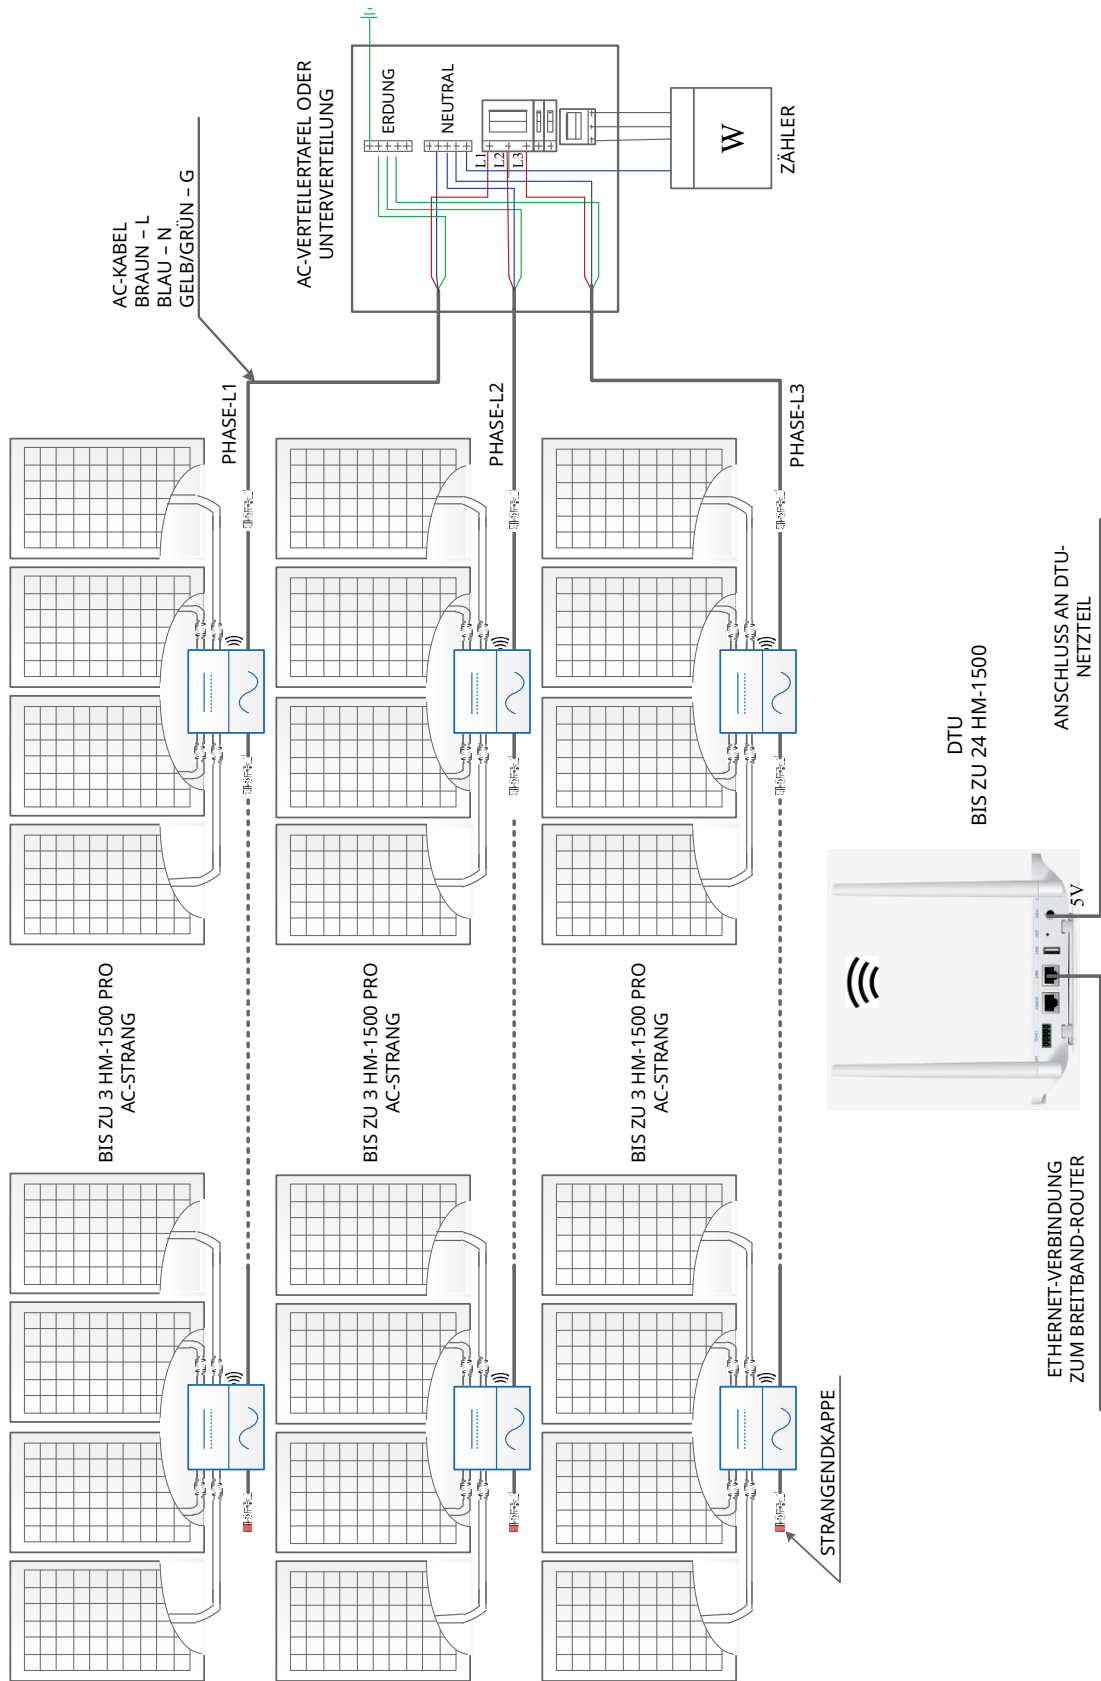 AC-VERTEILERTAFEL ODER
UNTERVERTEILUNG
ERDUNG
NEUTRAL
L1
L2
L3
W
ZÄHLER
AC-KABEL
BRAUN – L
BLAU – N
GELB/GRÜN – G
PHASE-L1
PHASE-L2
PHASE-L3
BIS ZU 3 HM-1500 PRO
AC-STRANG
BIS ZU 3 HM-1500 PRO
AC-STRANG
BIS ZU 3 HM-1500 PRO
AC-STRANG
STRANGENDKAPPE
DTU
BIS ZU 24 HM-1500
5V
ANSCHLUSS AN DTU-
NETZTEIL
ETHERNET-VERBINDUNG
ZUM BREITBAND-ROUTER